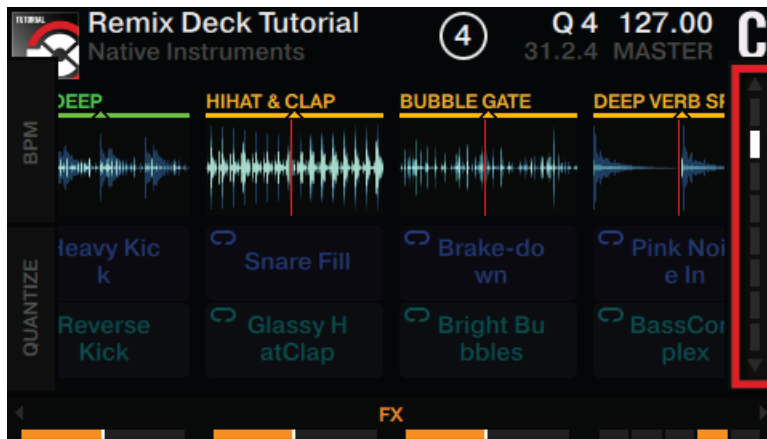 TUTORIAL
Remix Deck Tutorial
Native Instruments
4
Q 4 127.00
31.2.4 MASTER
C
BPM
QUANTIZE
DEEP
HIHAT & CLAP
BUBBLE GATE
DEEP VERB
Heavy Kic
k
Snare Fill
Brake-do
wn
Pink Noi
e In
Reverse
Kick
Glassy H
atClap
Bright Bu
bbles
BassCor
plex
FX